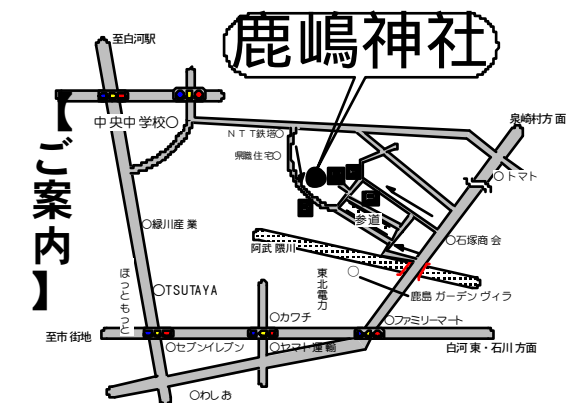 鹿嶋神社
【ご案内】
至白河駅
中央中学校○
NTT鉄塔○
県職住宅○
泉崎村方面
○トマト
参道
○緑川産業
阿武隈川
○石塚商会
ほっともっと
○TSUTAYA
東北電力
○
鹿島ガーデンヴィラ
○カワチ
○ファミリーマート
至市街地
○セブンイレブン
○ヤマト運輸
白河東・石川方面
○わしお